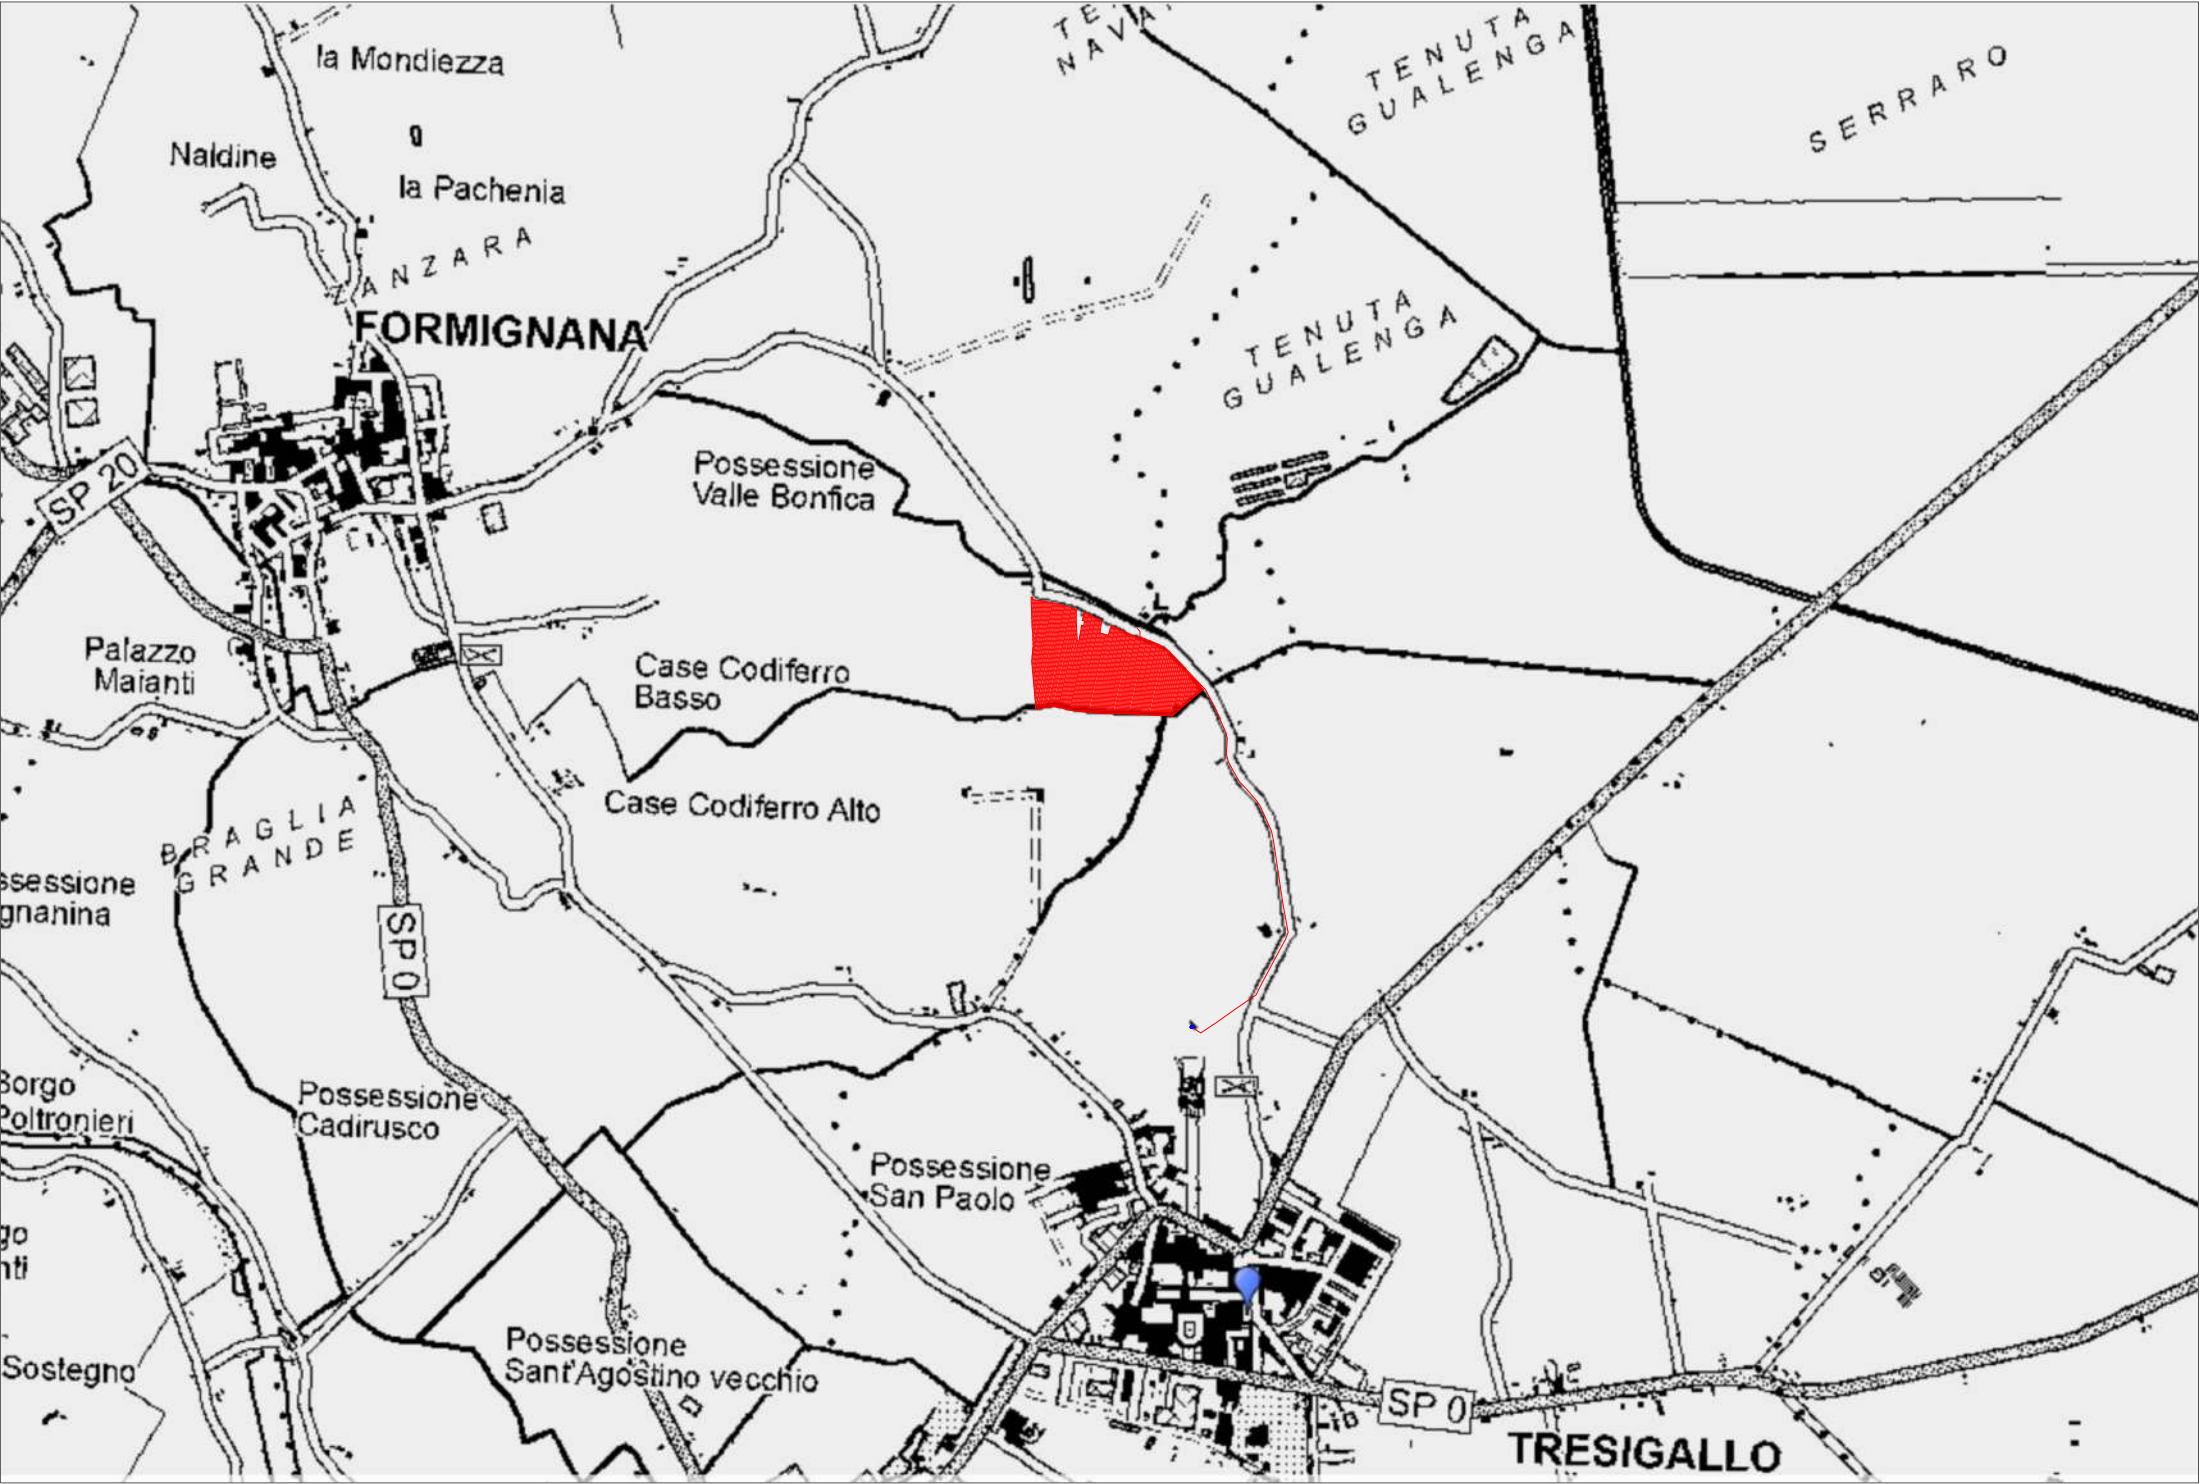 la Mondiezza
TENUTA
GUALENGA
SERRARO
Naldine
la Pachenia
ZANZARA
FORMIGNANA
TENUTA
GUALENGA
SP 20
Possessione
Valle Bonfica
Palazzo
Maianti
Case Codiferro
Basso
Case Codiferro Alto
BRAGLIA
GRANDE
ssessione
gnanina
SP 0
Borgo
Poltronieri
Possessione
Cadirusco
Possessione
San Paolo
go
nti
Possessione
Sant'Agostino vecchio
Sostegno
SP 0
TRESIGALLO